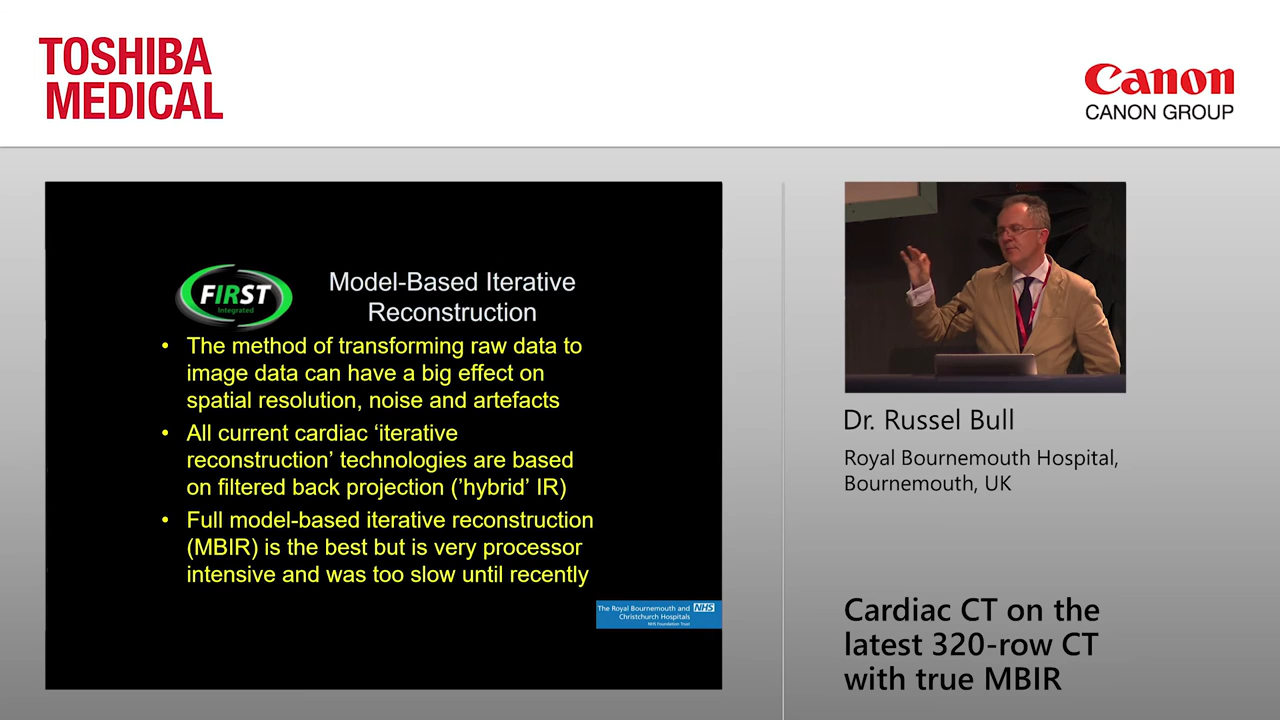 TOSHIBA
MEDICAL
Canon
CANON GROUP
FIRST
Integrated
Model-Based Iterative
Reconstruction
• The method of transforming raw data to
image data can have a big effect on
spatial resolution, noise and artefacts
• All current cardiac ‘iterative
reconstruction’ technologies are based
on filtered back projection (’hybrid’ IR)
• Full model-based iterative reconstruction
(MBIR) is the best but is very processor
intensive and was too slow until recently
The Royal Bournemouth and NHS
Christchurch Hospitals
NHS Foundation Trust
Dr. Russel Bull
Royal Bournemouth Hospital,
Bournemouth, UK
Cardiac CT on the
latest 320-row CT
with true MBIR